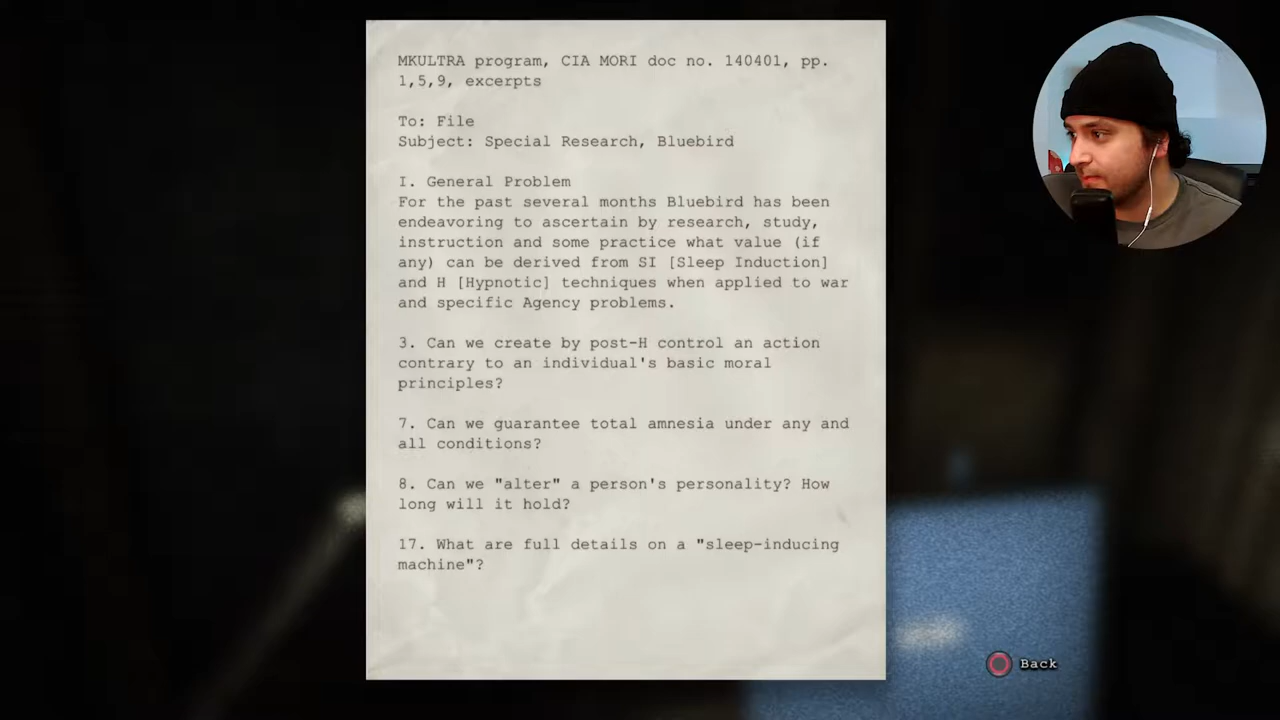 MKULTRA program, CIA MORI doc no. 140401, pp.
1,5,9, excerpts
To: File
Subject: Special Research, Bluebird
I. General Problem
For the past several months Bluebird has been
endeavoring to ascertain by research, study,
instruction and some practice what value (if
any) can be derived from SI [Sleep Induction]
and H [Hypnotic] techniques when applied to war
and specific Agency problems.
3. Can we create by post-H control an action
contrary to an individual's basic moral
principles?
7. Can we guarantee total amnesia under any and
all conditions?
8. Can we "alter" a person's personality? How
long will it hold?
17. What are full details on a "sleep-inducing
machine"?
Back